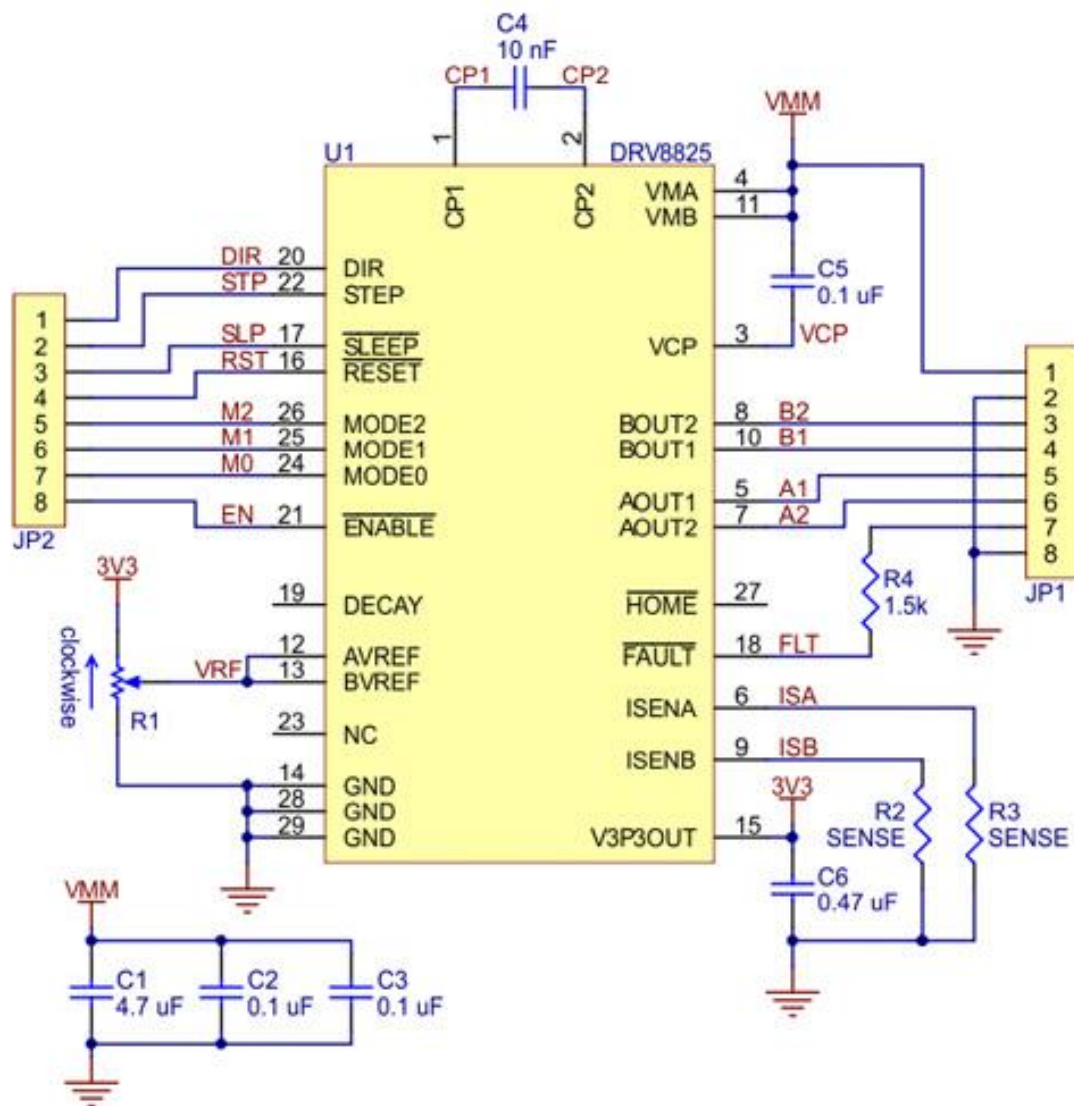 C4
10 nF
CP1
CP2
1
2
VMM
U1
DRV8825
CP1
CP2
VMA
4
VMB
11
C5
0.1 uF
DIR
20
DIR
STP
22
STEP
1
2
3
4
5
6
7
8
JP2
SLP
17
SLEEP
RST
16
RESET
VCP
3
VCP
M2
26
MODE2
M1
25
MODE1
M0
24
MODE0
BOUT2
8
B2
BOUT1
10
B1
1
2
3
4
5
6
7
8
JP1
AOUT1
5
A1
AOUT2
7
A2
EN
21
ENABLE
3V3
R4
1.5k
19
DECAY
HOME
27
clockwise
12
AVREF
VRF
13
BVREF
R1
FAULT
18
FLT
23
NC
ISENA
6
ISA
ISENB
9
ISB
14
GND
28
GND
29
GND
3V3
V3P3OUT
15
R2
SENSE
R3
SENSE
C6
0.47 uF
VMM
C1
4.7 uF
C2
0.1 uF
C3
0.1 uF